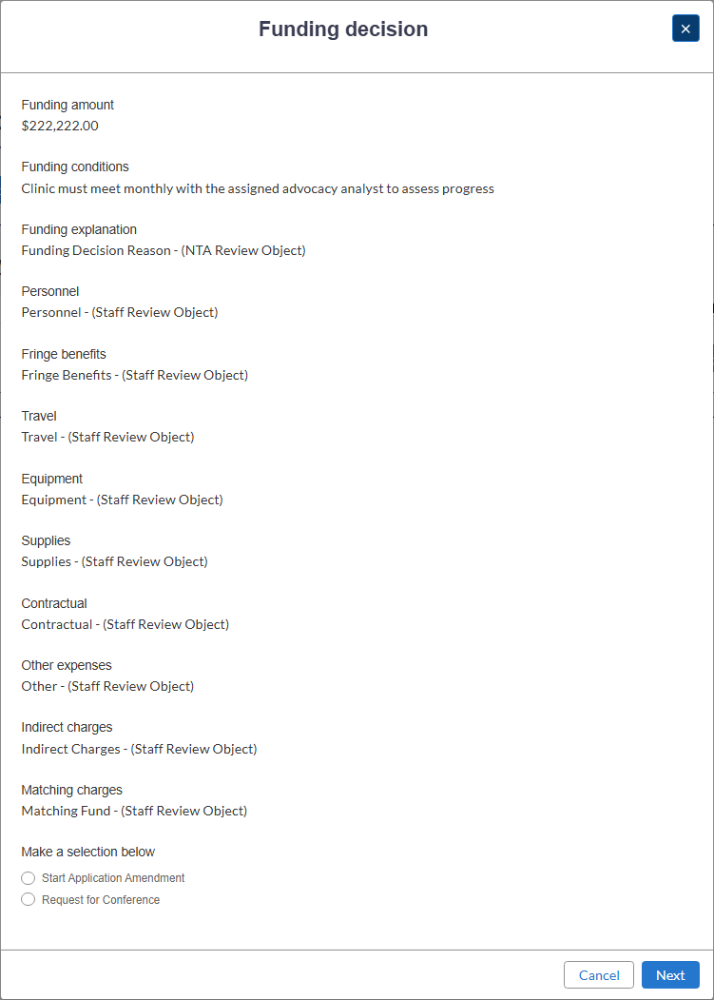 Funding decision
Funding amount
$222,222.00
Funding conditions
Clinic must meet monthly with the assigned advocacy analyst to assess progress
Funding explanation
Funding Decision Reason - (NTA Review Object)
Personnel
Personnel - (Staff Review Object)
Fringe benefits
Fringe Benefits - (Staff Review Object)
Travel
Travel - (Staff Review Object)
Equipment
Equipment - (Staff Review Object)
Supplies
Supplies - (Staff Review Object)
Contractual
Contractual - (Staff Review Object)
Other expenses
Other - (Staff Review Object)
Indirect charges
Indirect Charges - (Staff Review Object)
Matching charges
Matching Fund - (Staff Review Object)
Make a selection below
Start Application Amendment
Request for Conference
Cancel Next